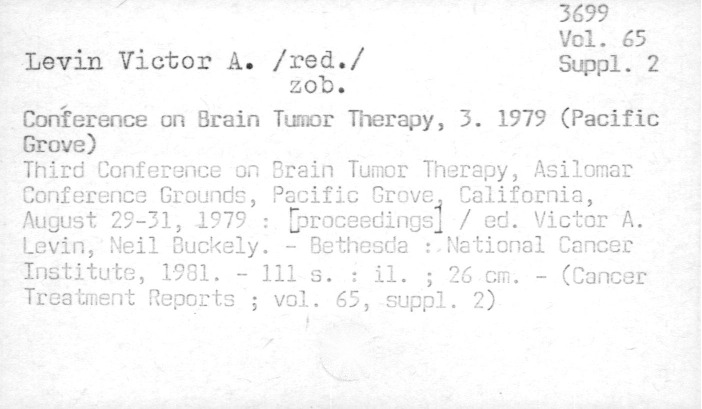 3699
Vol. 65
Levin Victor A. /red./ Suppl. 2
zob.
Conference on Brain Tumor Therapy, 3. 1979 (Pacific
Grove)
Third Conference on Brain Tumor Therapy, Asilomar
Conference Grounds, Pacific Grove, California,
August 29-31, 1979 : [proceedings] / ed. Victor A.
Levin, Neil Buckely. - Bethesda : National Cancer
Institute, 1981. - 111 s. : il. ; 26 cm. - (Cancer
Treatment Reports ; vol. 65, suppl. 2)